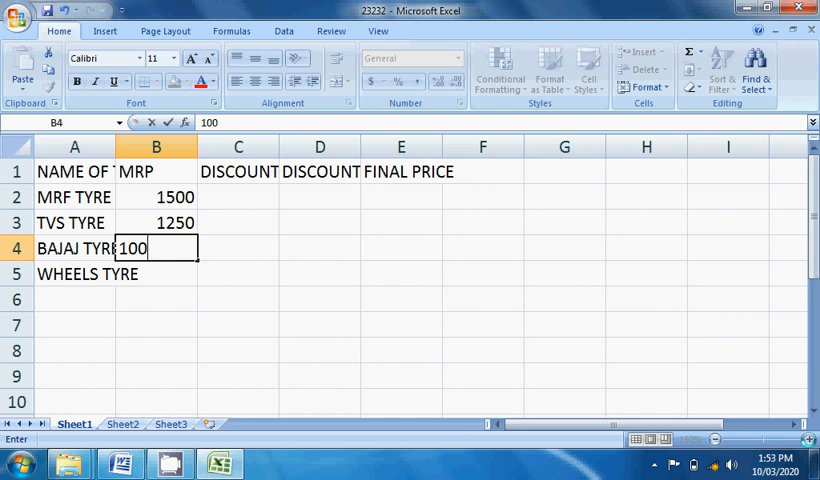 23232 - Microsoft Excel
Home Insert Page Layout Formulas Data Review View
Paste
Calibri 11
B I U
General
$ % ,
Conditional Formatting
Format as Table
Cell Styles
Insert
Delete
Format
Σ
Sort & Filter
Find & Select
Clipboard Font Alignment Number Styles Cells Editing
B4 fx 100
A B C D E F G H I
1 NAME OF T MRP DISCOUNT DISCOUNT FINAL PRICE
2 MRF TYRE 1500
3 TVS TYRE 1250
4 BAJAJ TYRE 100
5 WHEELS TYRE
6
7
8
9
10
Sheet1 Sheet2 Sheet3
Enter 160%
1:53 PM
10/03/2020